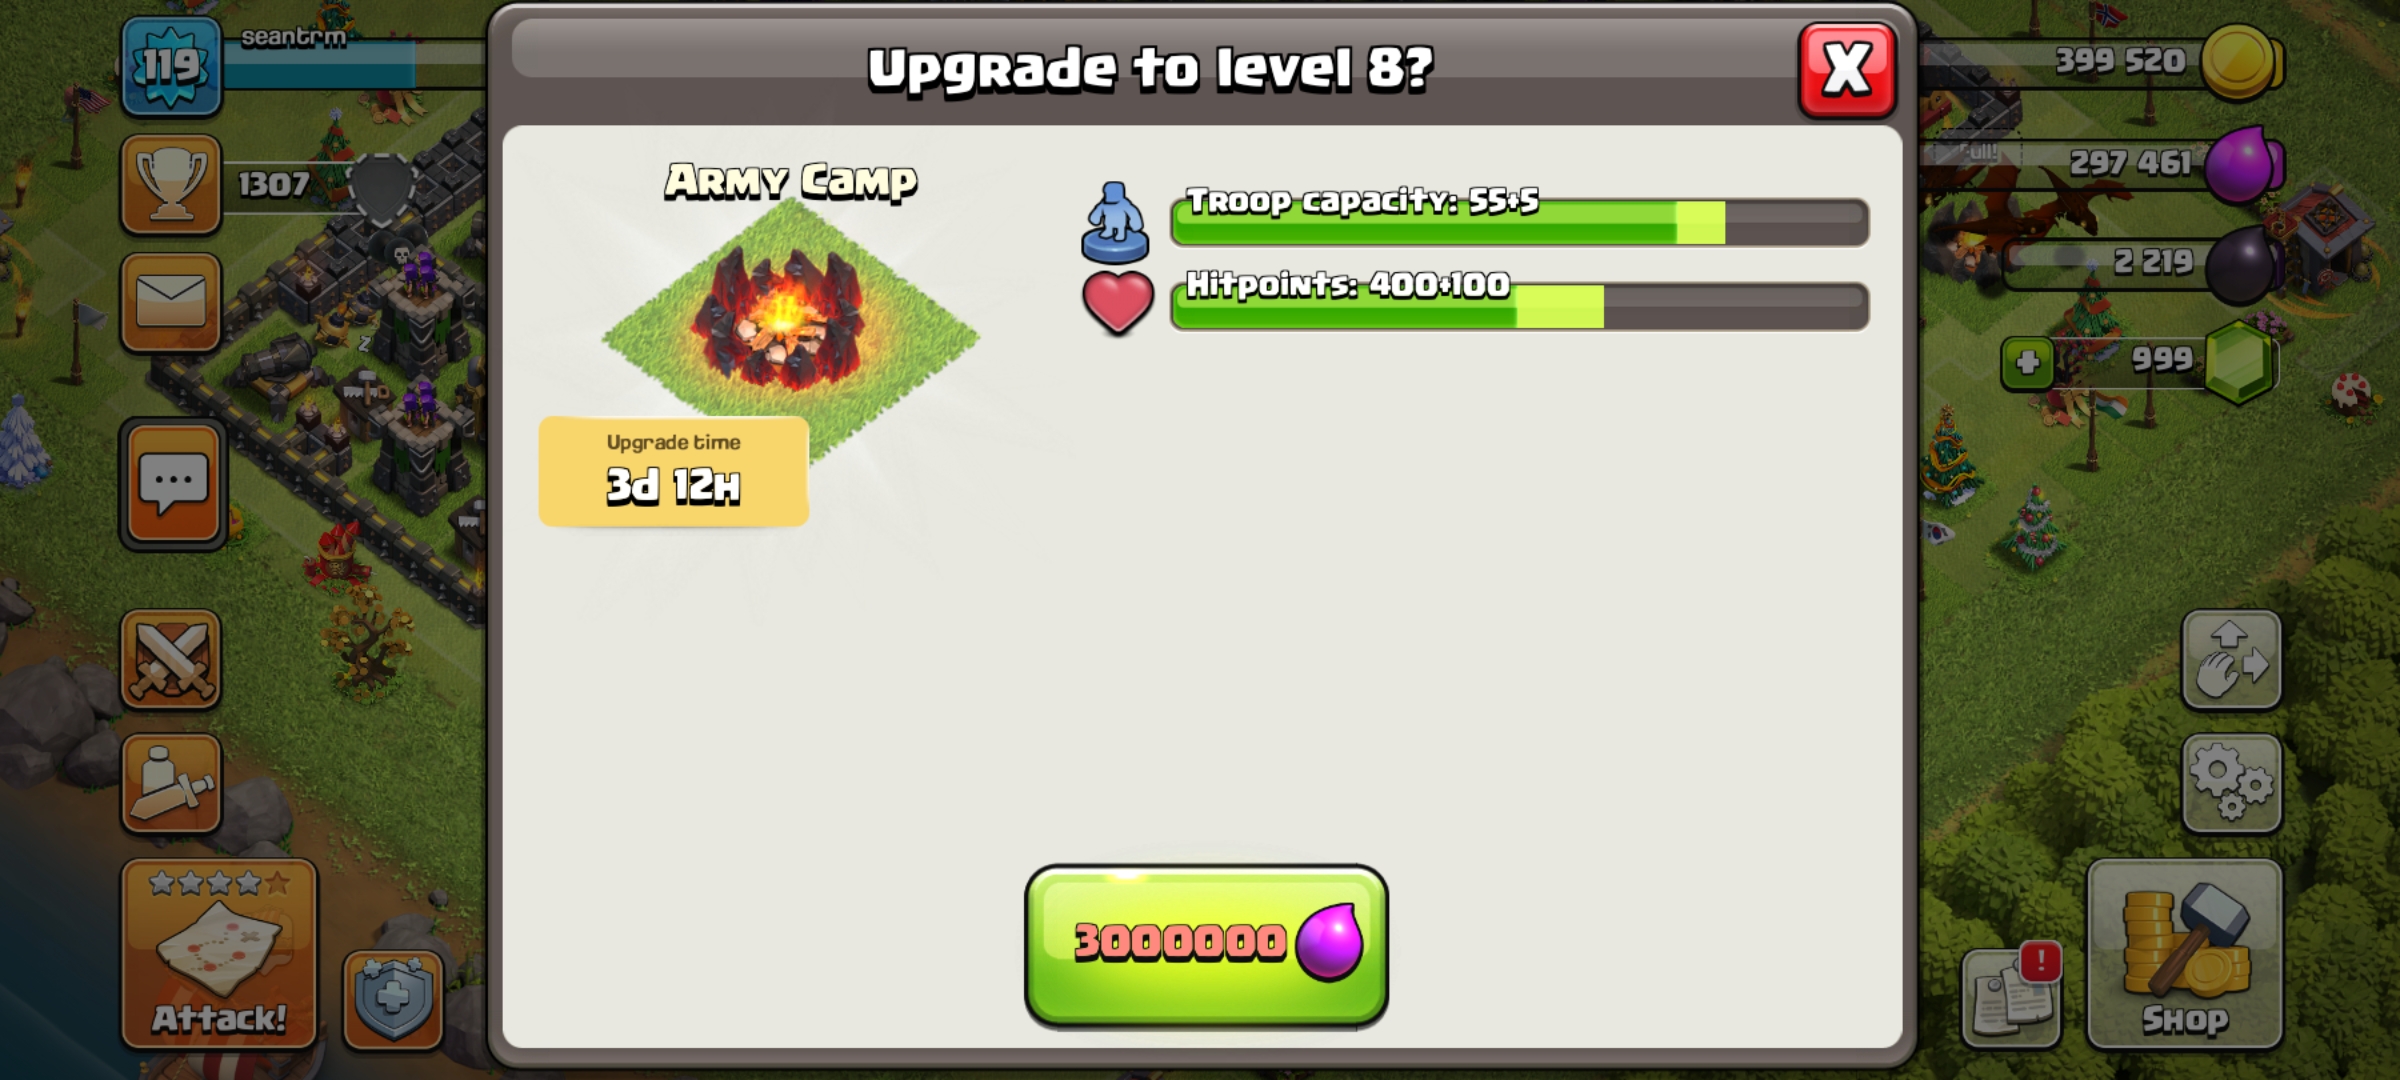 119
seantrm
1307
Upgrade to level 8?
X
Army Camp
Upgrade time
3d 12H
Troop capacity: 55+5
Hitpoints: 400+100
3000000
399 520
Full!
297 461
2 219
999
z
Attack!
!
Shop